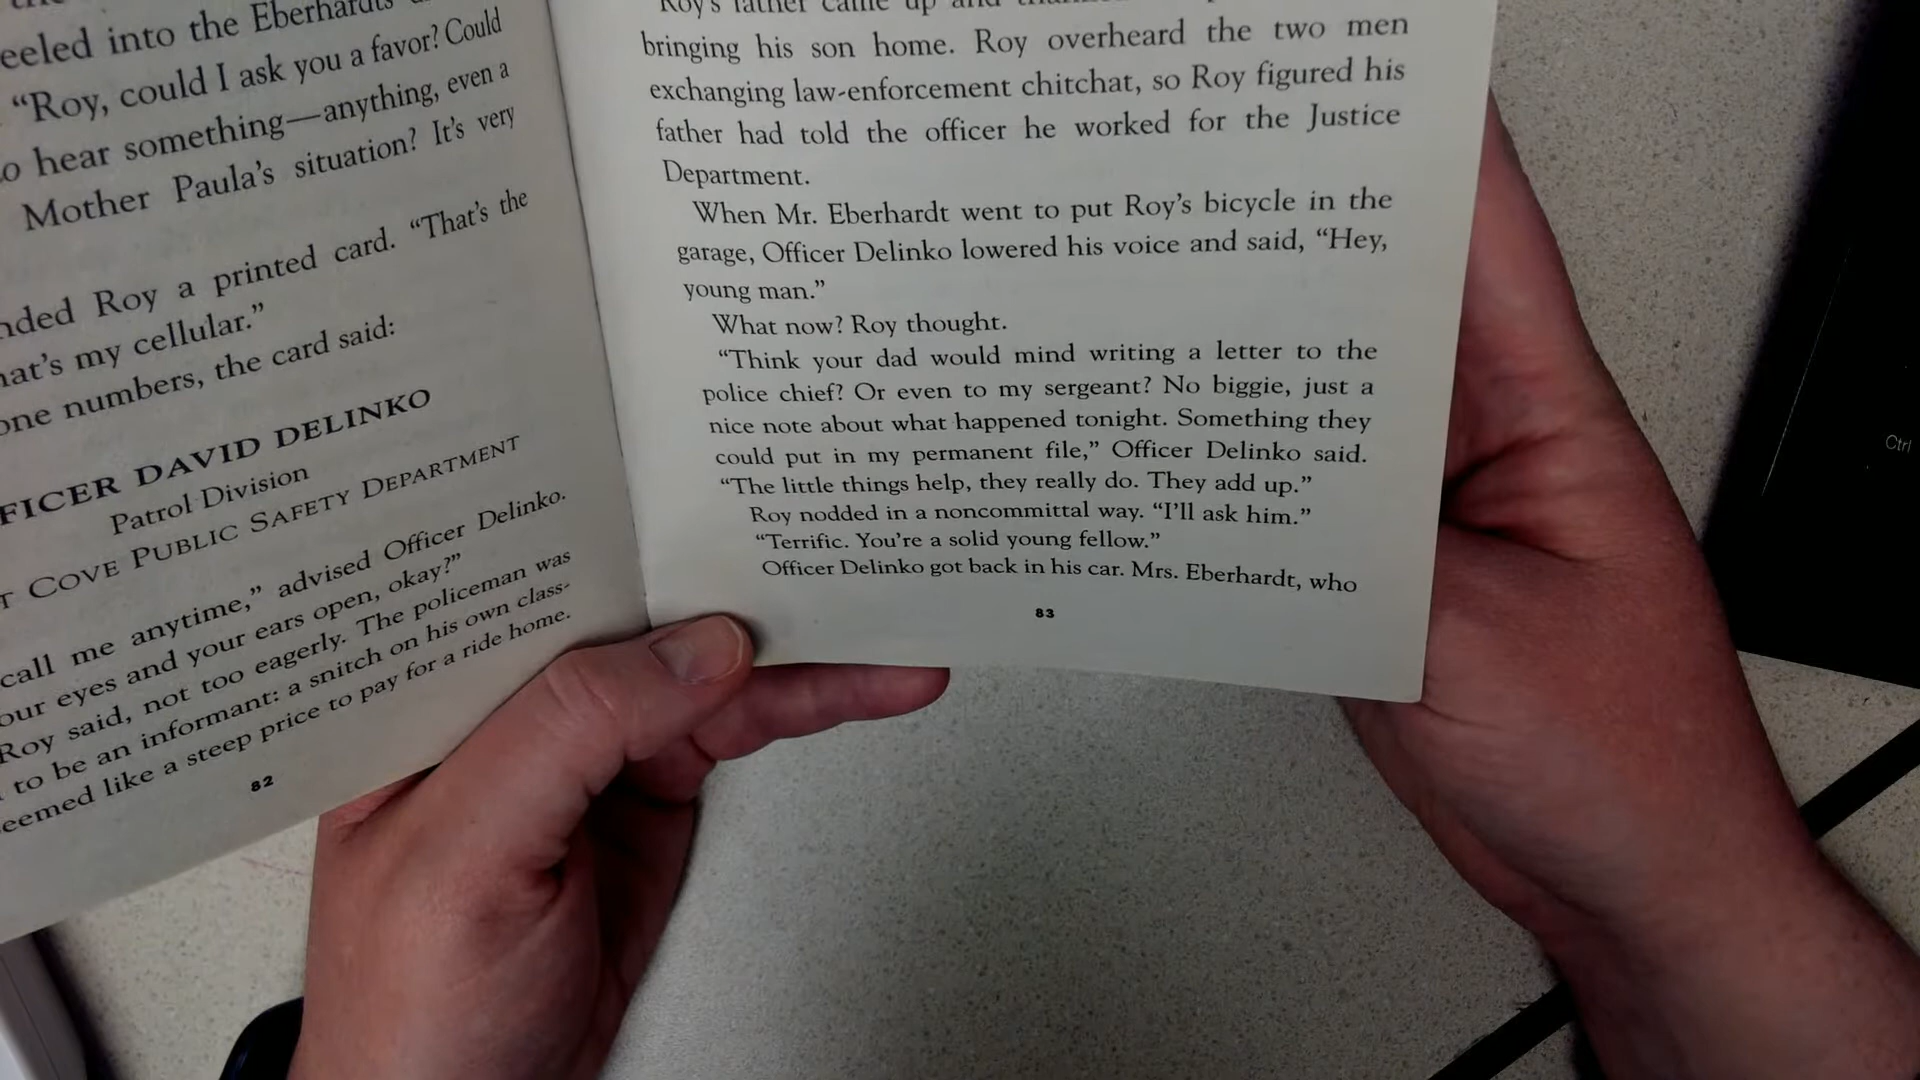 eeled into the Eberhardts
“Roy, could I ask you a favor? Could
o hear something—anything, even a
Mother Paula's situation? It's very
nded Roy a printed card. “That's the
hat's my cellular.”
one numbers, the card said:
FICER DAVID DELINKO
Patrol Division
T COVE PUBLIC SAFETY DEPARTMENT
call me anytime,” advised Officer Delinko.
our eyes and your ears open, okay?”
Roy said, not too eagerly. The policeman was
to be an informant: a snitch on his own class-
eemed like a steep price to pay for a ride home.
82
Roy's father came up and
bringing his son home. Roy overheard the two men
exchanging law-enforcement chitchat, so Roy figured his
father had told the officer he worked for the Justice
Department.
When Mr. Eberhardt went to put Roy's bicycle in the
garage, Officer Delinko lowered his voice and said, “Hey,
young man.”
What now? Roy thought.
“Think your dad would mind writing a letter to the
police chief? Or even to my sergeant? No biggie, just a
nice note about what happened tonight. Something they
could put in my permanent file,” Officer Delinko said.
“The little things help, they really do. They add up.”
Roy nodded in a noncommittal way. “I'll ask him.”
“Terrific. You're a solid young fellow.”
Officer Delinko got back in his car. Mrs. Eberhardt, who
83
Ctrl